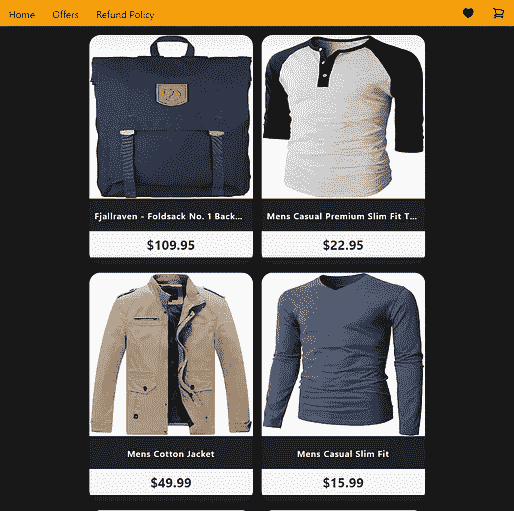 Home Offers Refund Policy
Fjallraven - Foldsack No. 1 Back...
Mens Casual Premium Slim Fit T...
$109.95
$22.95
Mens Cotton Jacket
Mens Casual Slim Fit
$49.99
$15.99